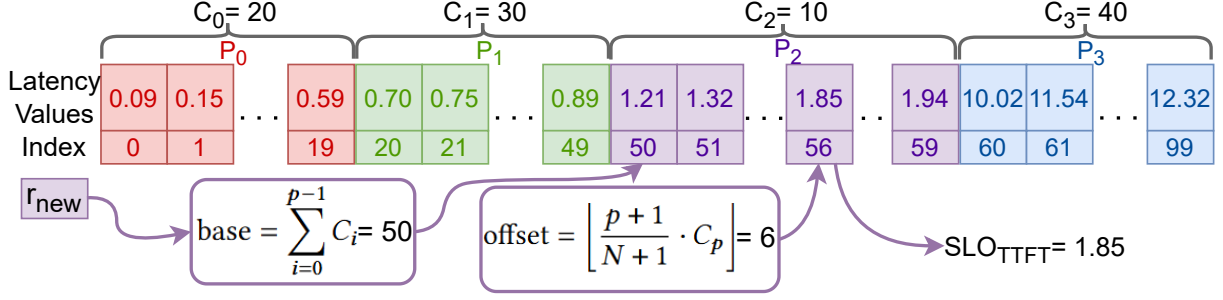 C0= 20 C1= 30 C2= 10 C3= 40
P0 P1 P2 P3
Latency Values 0.09 0.15 ... 0.59 0.70 0.75 ... 0.89 1.21 1.32 ... 1.85 .. 1.94 10.02 11.54 ... 12.32
Index 0 1 19 20 21 49 50 51 56 59 60 61 99
rnew
base = ∑_{i=0}^{p−1} Ci= 50
offset = ⌊(p + 1)/(N + 1) · Cp⌋= 6
SLOTTFT= 1.85